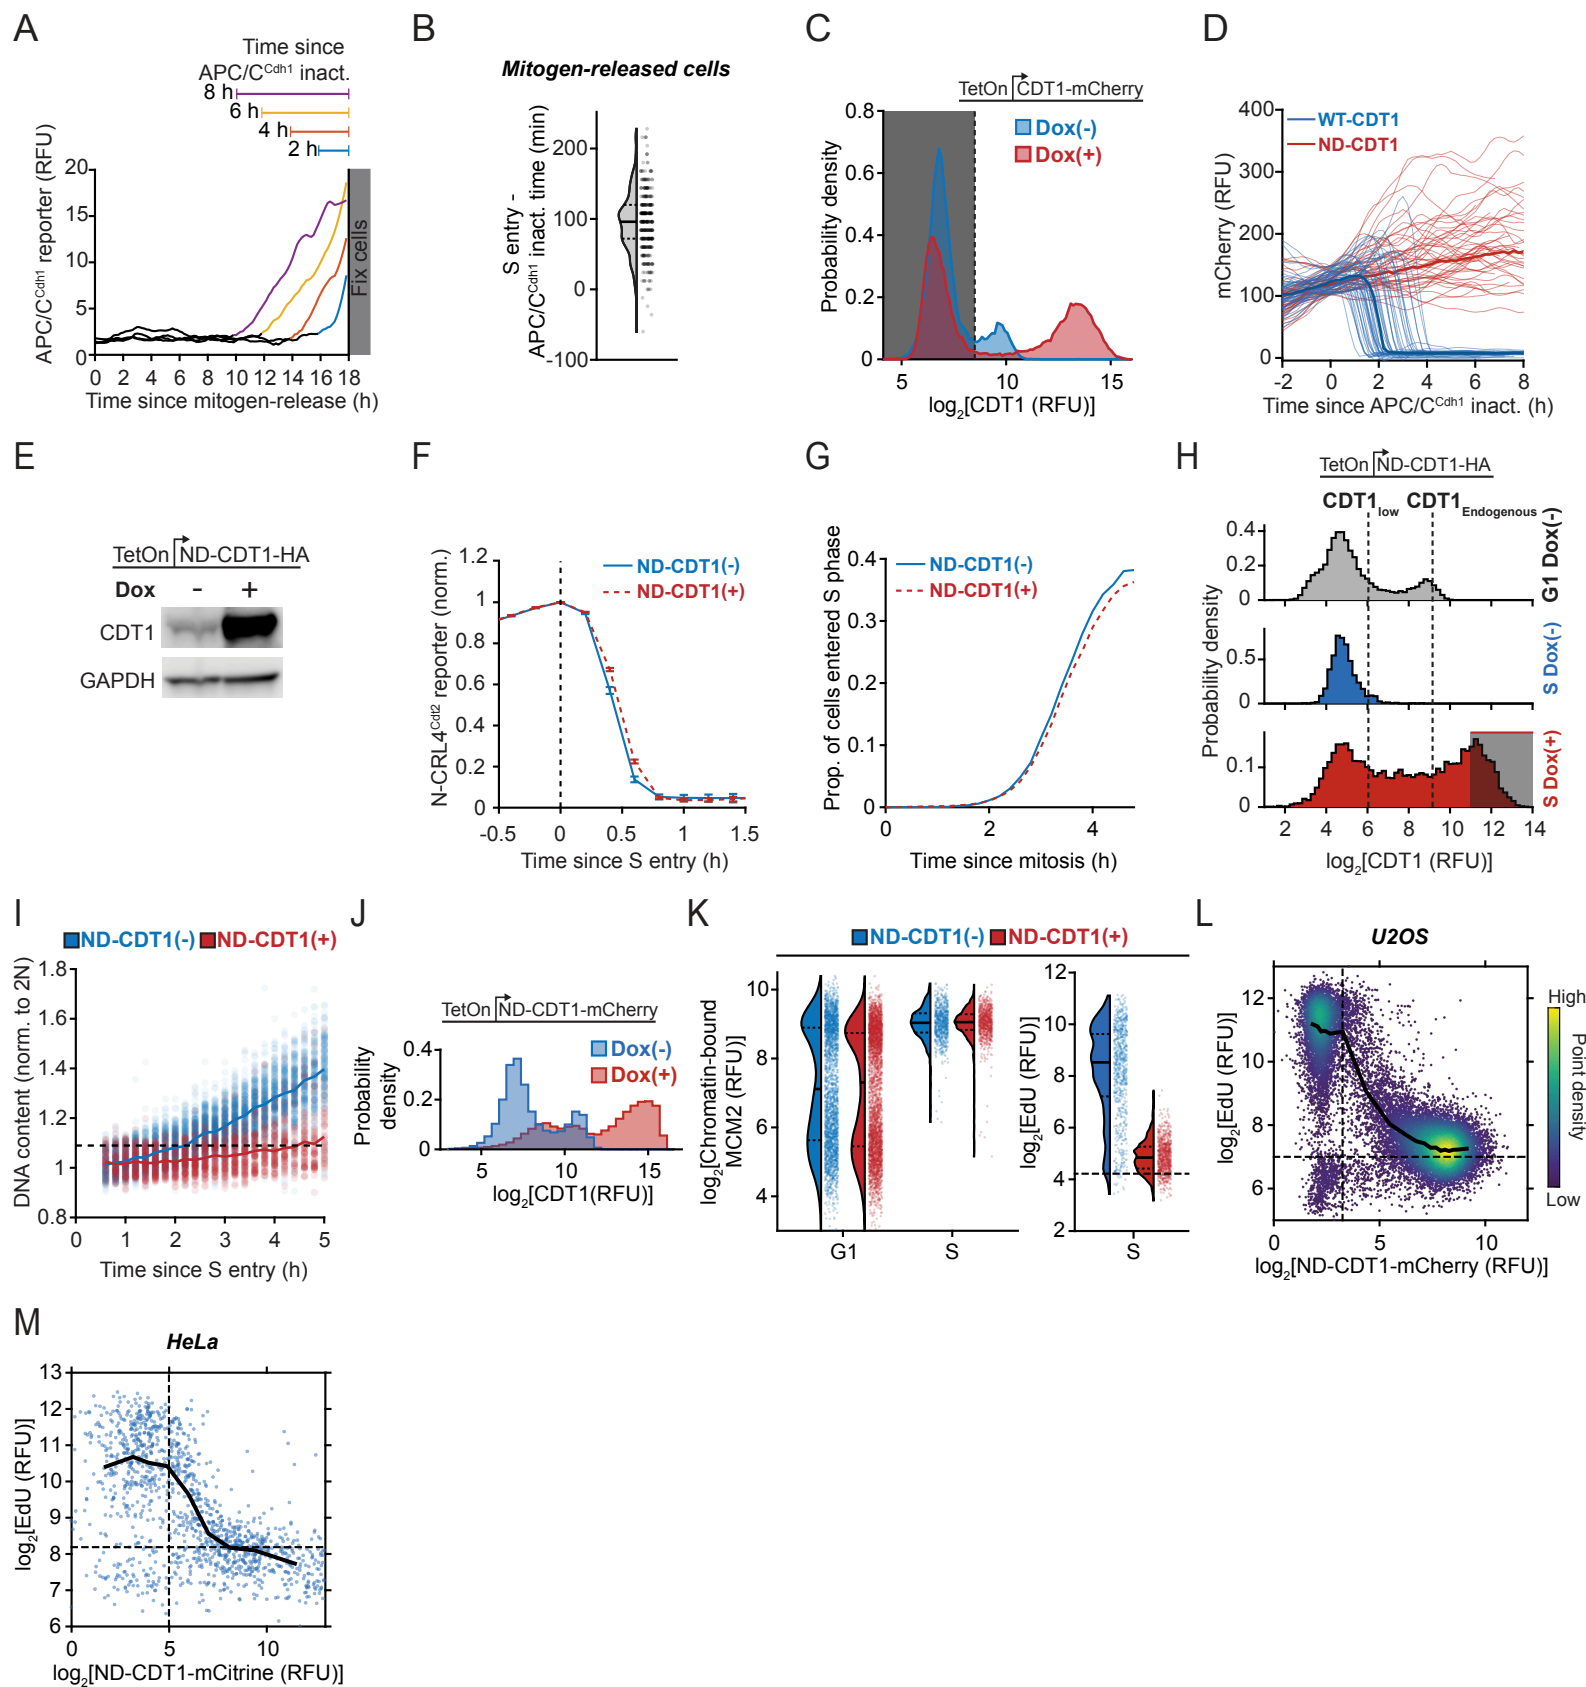 A
Time since
APC/C^Cdh1 inact.
8 h
6 h
4 h
2 h
APC/C^Cdh1 reporter (RFU)
20
15
10
5
0
Fix cells
0 2 4 6 8 10 12 14 16 18
Time since mitogen-release (h)
B
Mitogen-released cells
S entry -
APC/C^Cdh1 inact. time (min)
200
100
0
-100
C
TetOn CDT1-mCherry
Dox(-)
Dox(+)
Probability density
0.8
0.6
0.4
0.2
0
5 10 15
log2[CDT1 (RFU)]
D
WT-CDT1
ND-CDT1
mCherry (RFU)
400
300
200
100
0
-2 0 2 4 6 8
Time since APC/C^Cdh1 inact. (h)
E
TetOn ND-CDT1-HA
Dox - +
CDT1
GAPDH
F
ND-CDT1(-)
ND-CDT1(+)
N-CRL4^Cdt2 reporter (norm.)
1.2
1
0.8
0.6
0.4
0.2
0
-0.5 0 0.5 1 1.5
Time since S entry (h)
G
ND-CDT1(-)
ND-CDT1(+)
Prop. of cells entered S phase
0.4
0.3
0.2
0.1
0
0 2 4
Time since mitosis (h)
H
TetOn ND-CDT1-HA
CDT1 low CDT1 Endogenous
Probability density
0.4
0.2
0
G1 Dox(-)
0.5
0
S Dox(-)
0.1
0
S Dox(+)
2 4 6 8 10 12 14
log2[CDT1 (RFU)]
I
ND-CDT1(-) ND-CDT1(+)
DNA content (norm. to 2N)
1.8
1.6
1.4
1.2
1
0.8
0 1 2 3 4 5
Time since S entry (h)
J
TetOn ND-CDT1-mCherry
Dox(-)
Dox(+)
Probability
density
0.4
0.2
0
5 10 15
log2[CDT1(RFU)]
K
ND-CDT1(-) ND-CDT1(+)
log2[Chromatin-bound
MCM2 (RFU)]
10
8
6
4
G1 S
log2[EdU (RFU)]
12
10
8
6
4
2
S
L
U2OS
log2[EdU (RFU)]
12
10
8
6
0 5 10
log2[ND-CDT1-mCherry (RFU)]
High
Point density
Low
M
HeLa
log2[EdU (RFU)]
13
12
11
10
9
8
7
6
0 5 10
log2[ND-CDT1-mCitrine (RFU)]